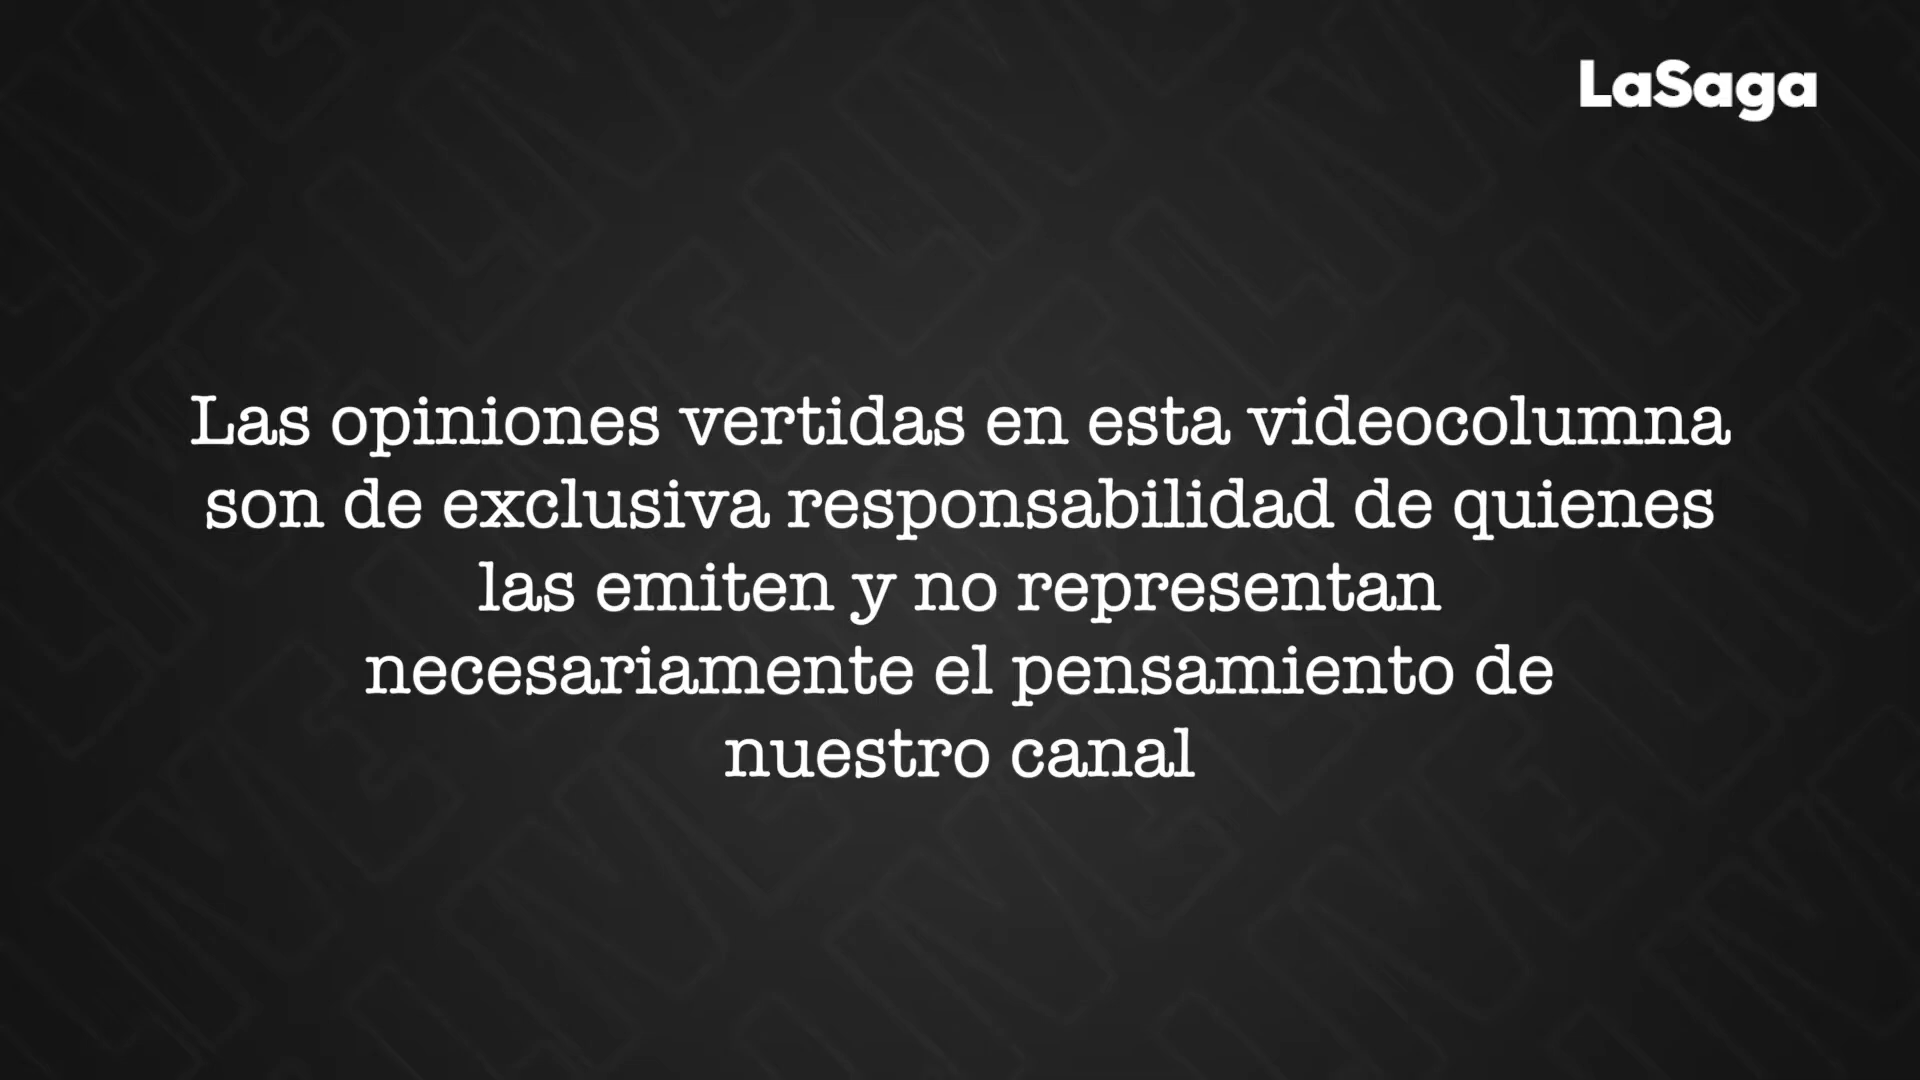 LaSaga
Las opiniones vertidas en esta videocolumna
son de exclusiva responsabilidad de quienes
las emiten y no representan
necesariamente el pensamiento de
nuestro canal